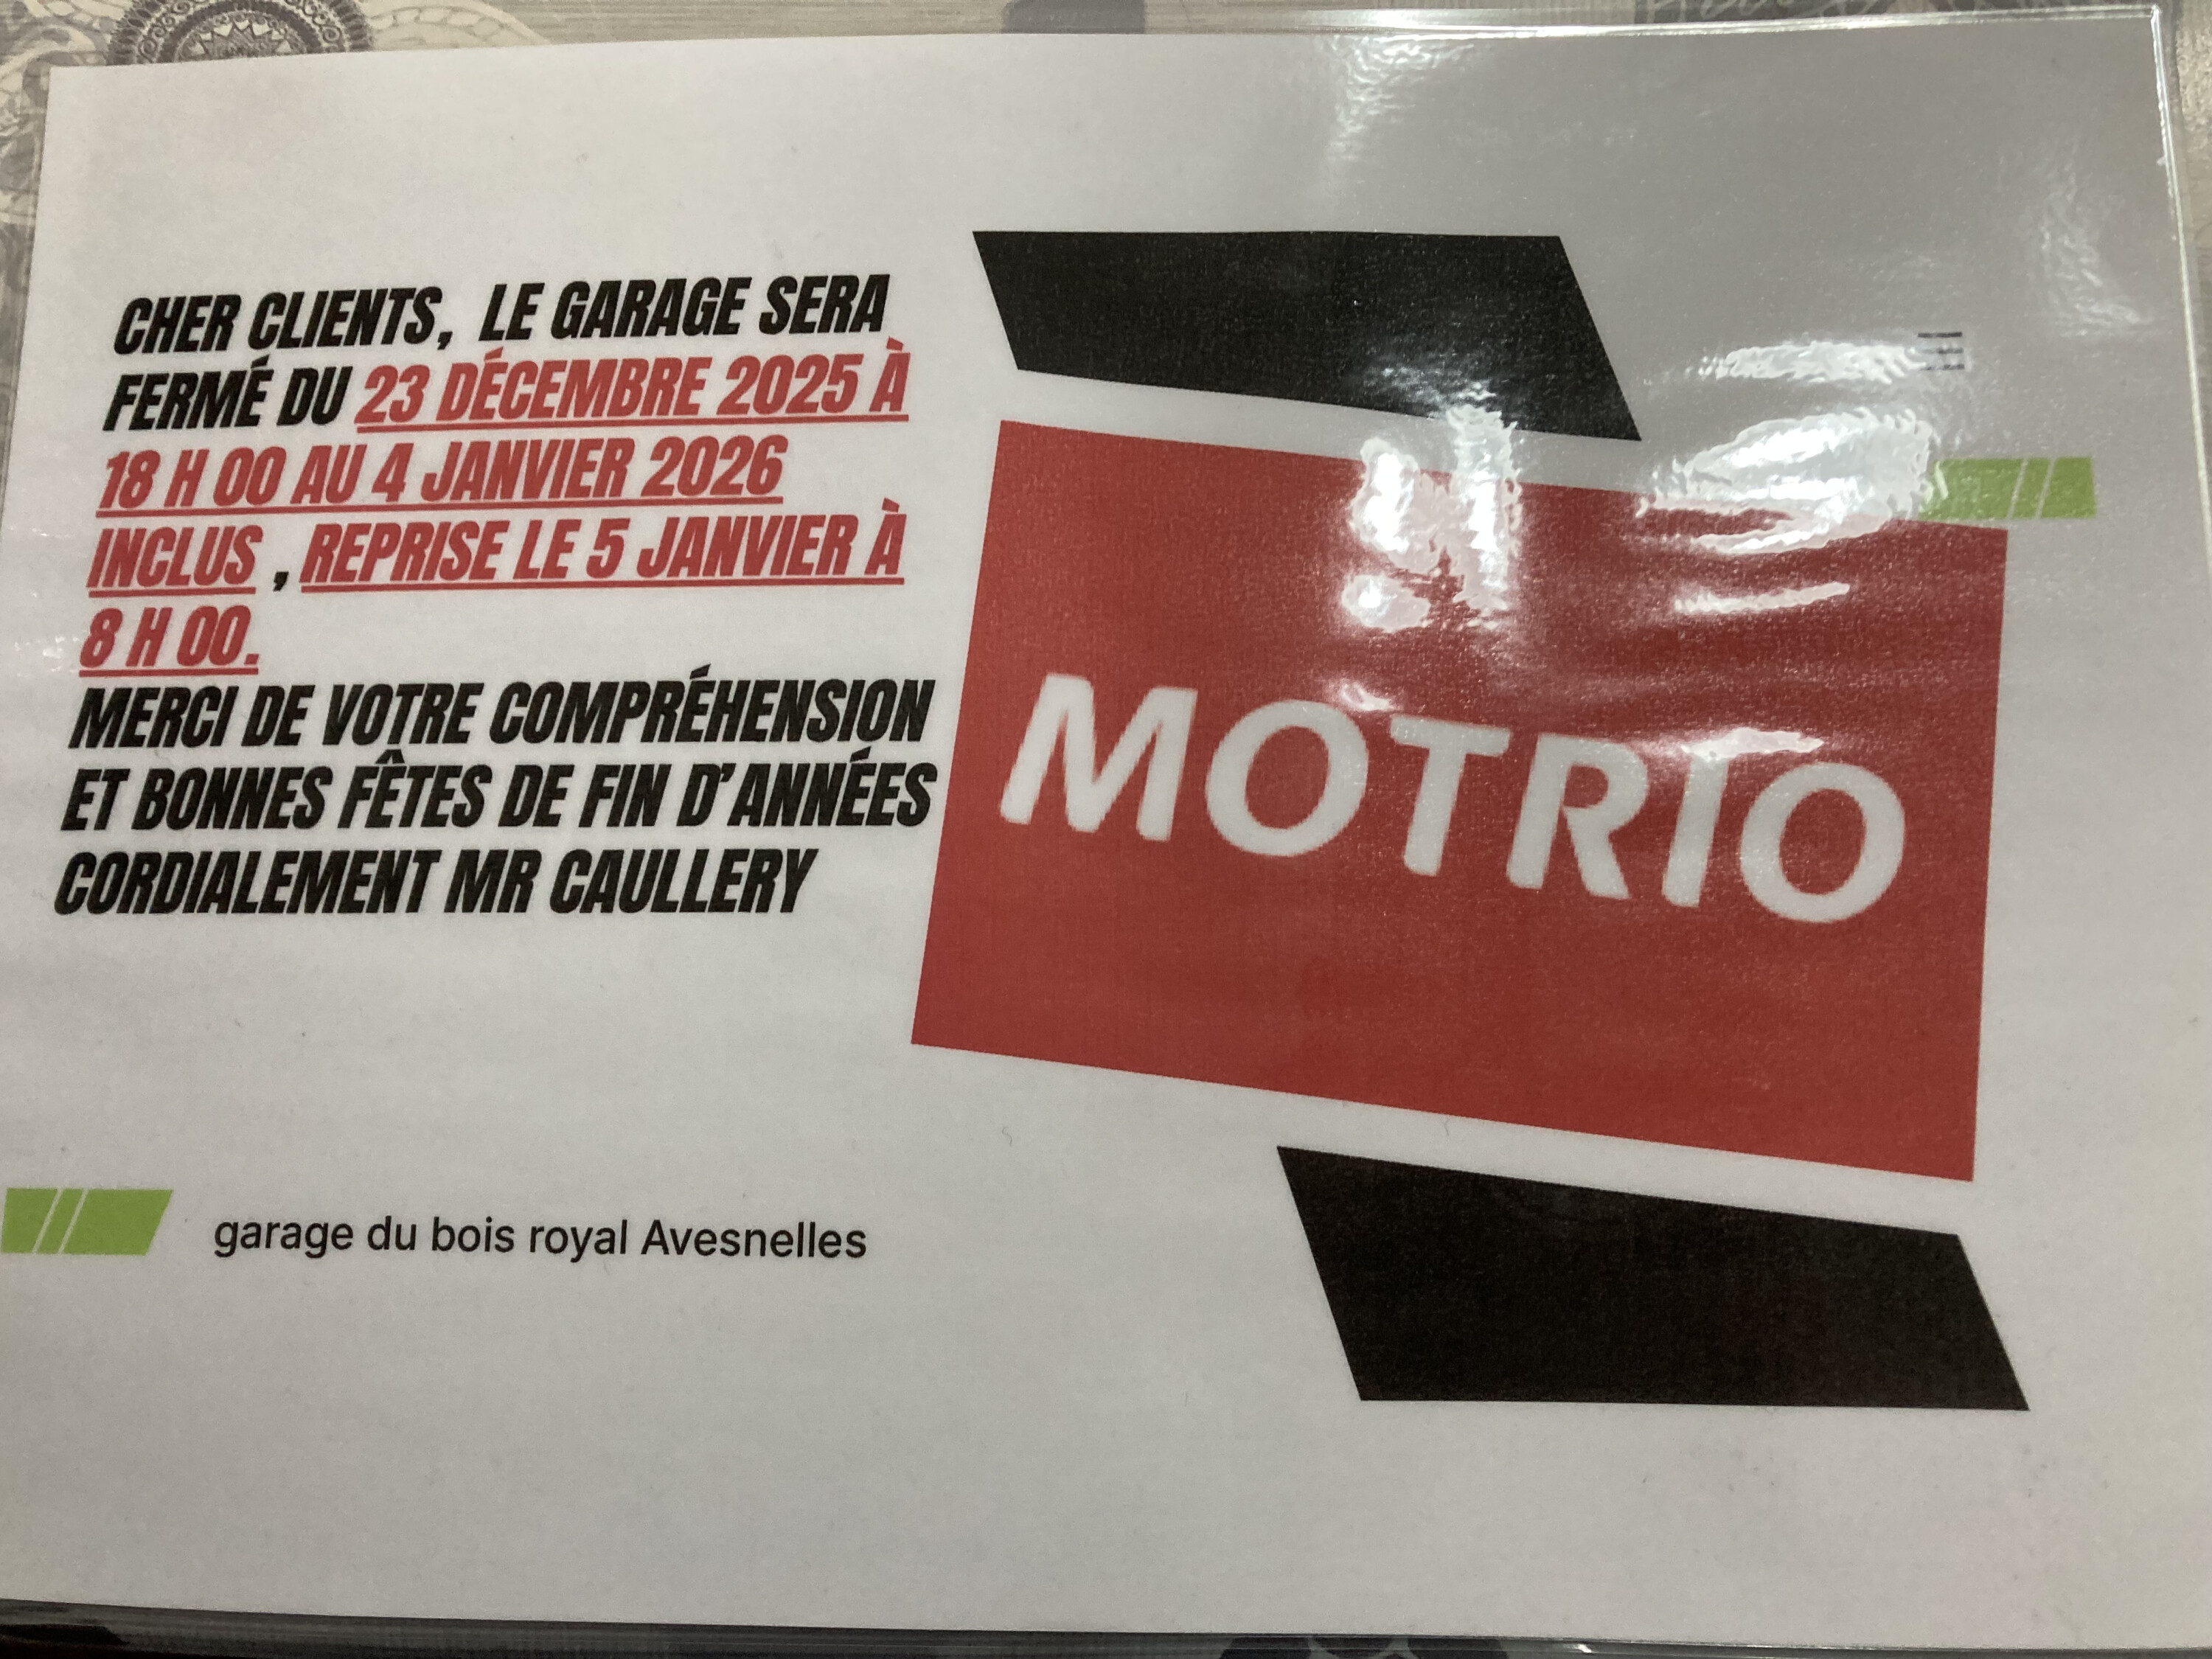 CHER CLIENTS, LE GARAGE SERA
FERMÉ DU 23 DÉCEMBRE 2025 À
18 H 00 AU 4 JANVIER 2026
INCLUS , REPRISE LE 5 JANVIER À
8 H 00.
MERCI DE VOTRE COMPRÉHENSION
ET BONNES FÊTES DE FIN D'ANNÉES
CORDIALEMENT MR CAULLERY
MOTRIO
garage du bois royal Avesnelles